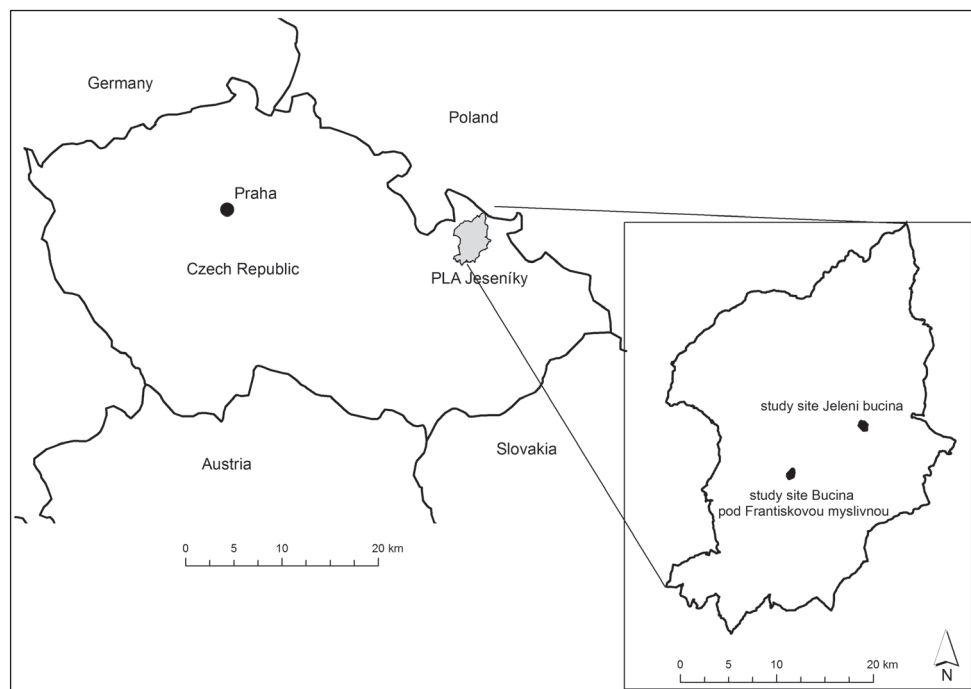 Germany
Poland
Praha
Czech Republic
PLA Jeseníky
study site Jeleni bucina
Slovakia
Austria
study site Bucina
pod Frantiskovou myslivnou
0 5 10 20 km
0 5 10 20 km
N